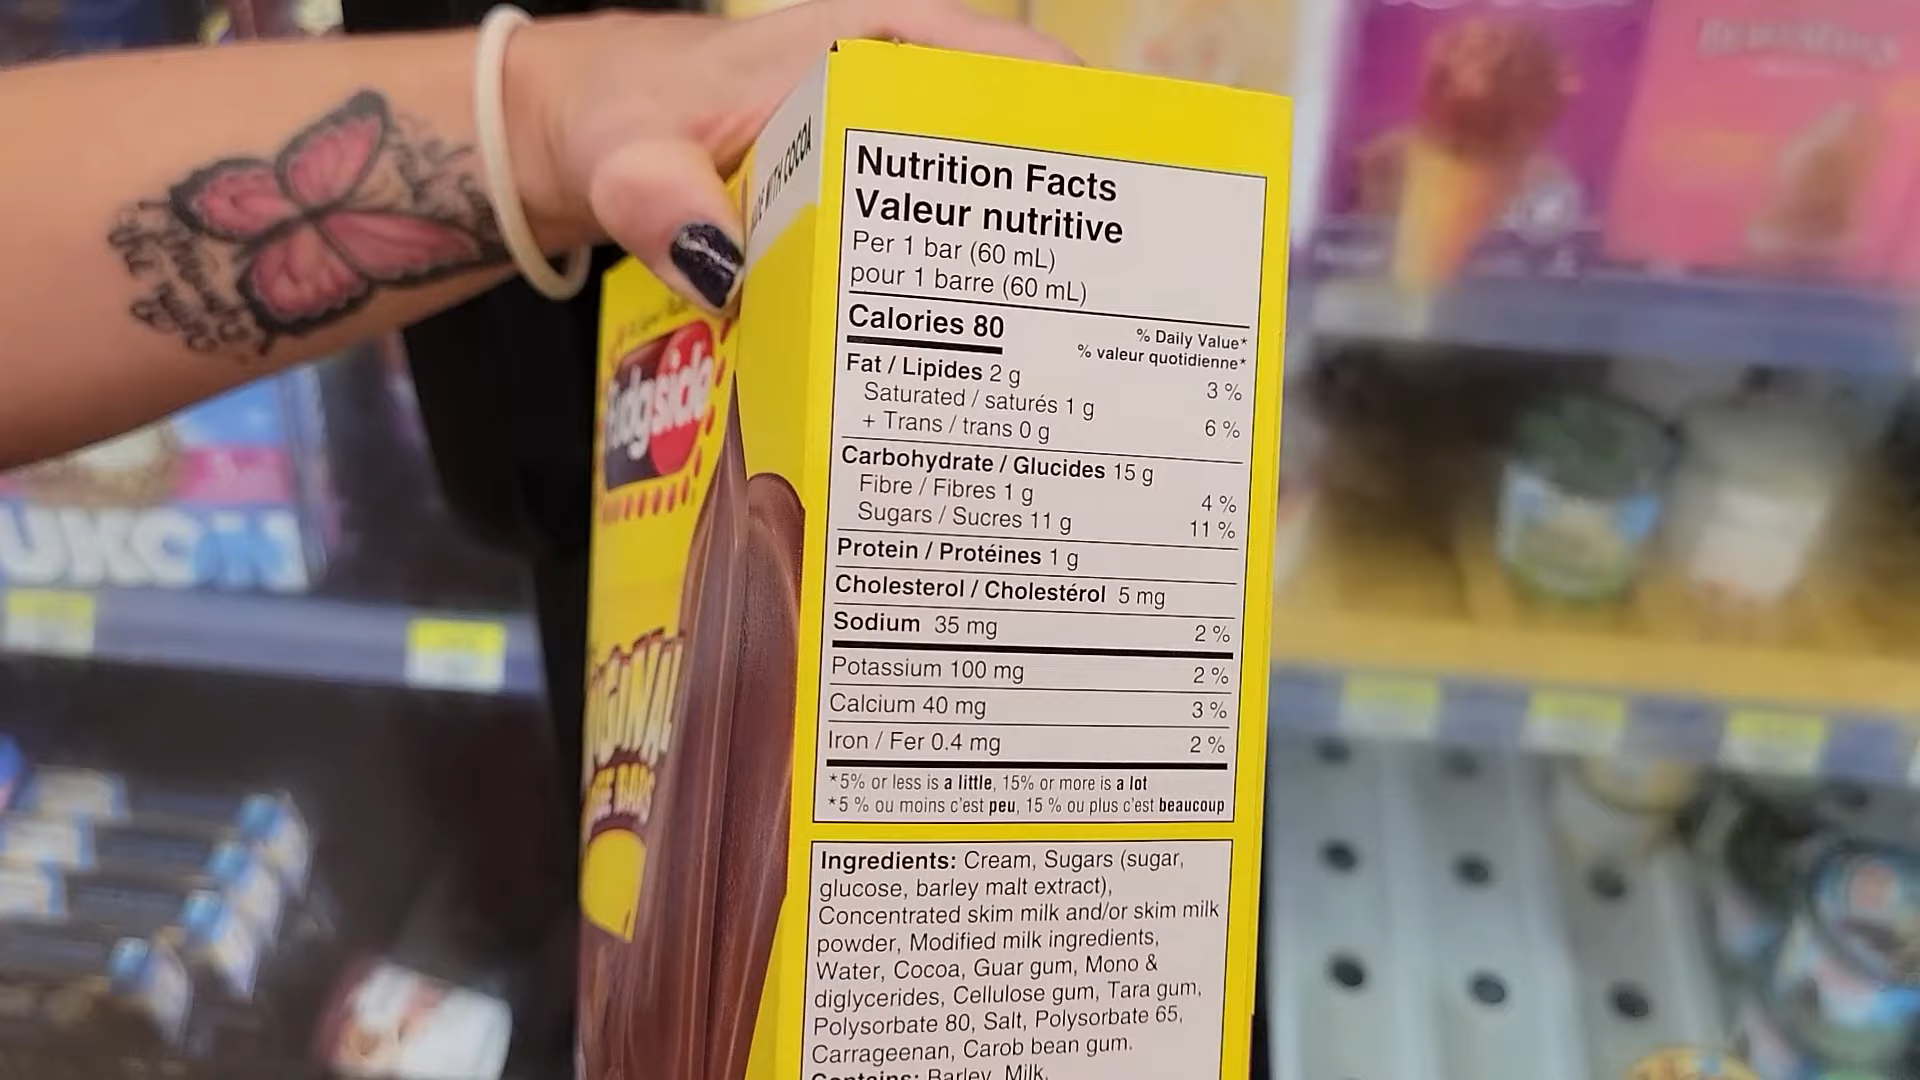 MADE WITH COCOA
Fudgsicle
ORIGINAL
Nutrition Facts
Valeur nutritive
Per 1 bar (60 mL)
pour 1 barre (60 mL)
Calories 80
% Daily Value*
% valeur quotidienne*
Fat / Lipides 2 g 3 %
Saturated / saturés 1 g
+ Trans / trans 0 g 6 %
Carbohydrate / Glucides 15 g
Fibre / Fibres 1 g 4 %
Sugars / Sucres 11 g 11 %
Protein / Protéines 1 g
Cholesterol / Cholestérol 5 mg
Sodium 35 mg 2 %
Potassium 100 mg 2 %
Calcium 40 mg 3 %
Iron / Fer 0.4 mg 2 %
*5% or less is a little, 15% or more is a lot
*5 % ou moins c'est peu, 15 % ou plus c'est beaucoup
Ingredients: Cream, Sugars (sugar,
glucose, barley malt extract),
Concentrated skim milk and/or skim milk
powder, Modified milk ingredients,
Water, Cocoa, Guar gum, Mono &
diglycerides, Cellulose gum, Tara gum,
Polysorbate 80, Salt, Polysorbate 65,
Carrageenan, Carob bean gum.
Contains: Barley, Milk.